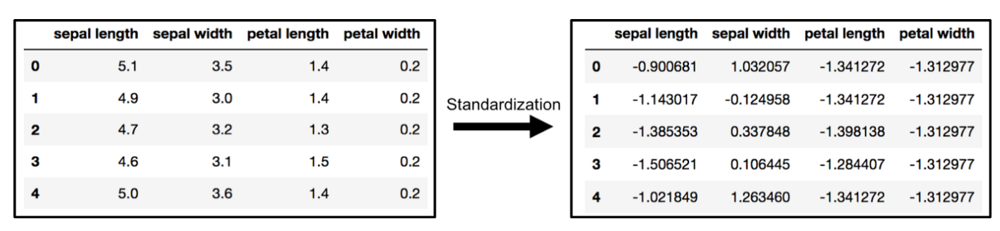 sepal length sepal width petal length petal width
0 5.1 3.5 1.4 0.2
1 4.9 3.0 1.4 0.2
2 4.7 3.2 1.3 0.2
3 4.6 3.1 1.5 0.2
4 5.0 3.6 1.4 0.2
Standardization
sepal length sepal width petal length petal width
0 -0.900681 1.032057 -1.341272 -1.312977
1 -1.143017 -0.124958 -1.341272 -1.312977
2 -1.385353 0.337848 -1.398138 -1.312977
3 -1.506521 0.106445 -1.284407 -1.312977
4 -1.021849 1.263460 -1.341272 -1.312977